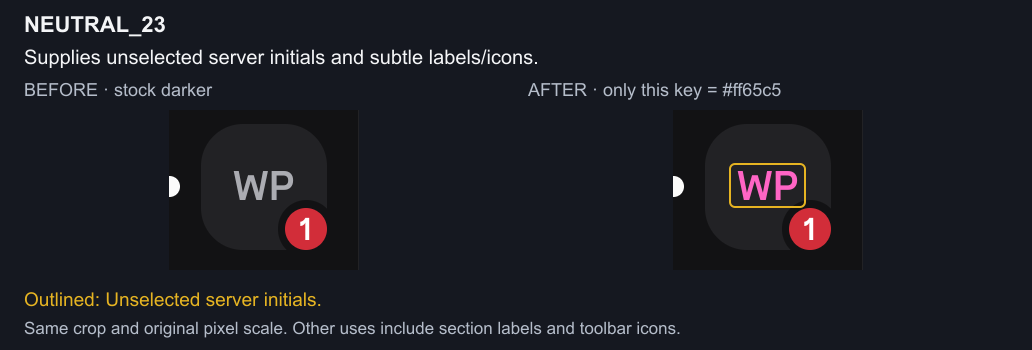 NEUTRAL_23
Supplies unselected server initials and subtle labels/icons.
BEFORE · stock darker
AFTER · only this key = #ff65c5
WP
1
WP
1
Outlined: Unselected server initials.
Same crop and original pixel scale. Other uses include section labels and toolbar icons.